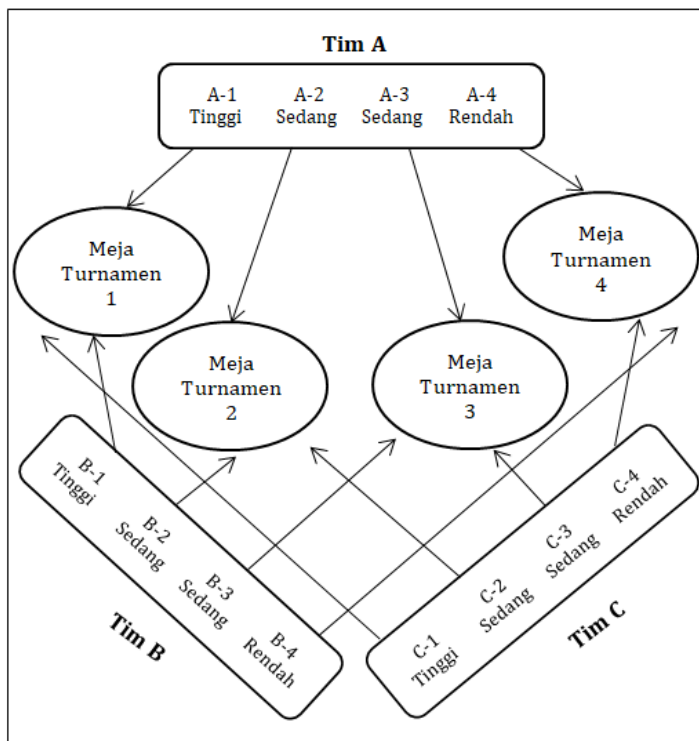 Tim A
A-1 A-2 A-3 A-4
Tinggi Sedang Sedang Rendah
Meja
Turnamen
1
Meja
Turnamen
2
Meja
Turnamen
3
Meja
Turnamen
4
B-1
Tinggi
B-2
Sedang
B-3
Sedang
B-4
Rendah
Tim B
C-1
Tinggi
C-2
Sedang
C-3
Sedang
C-4
Rendah
Tim C